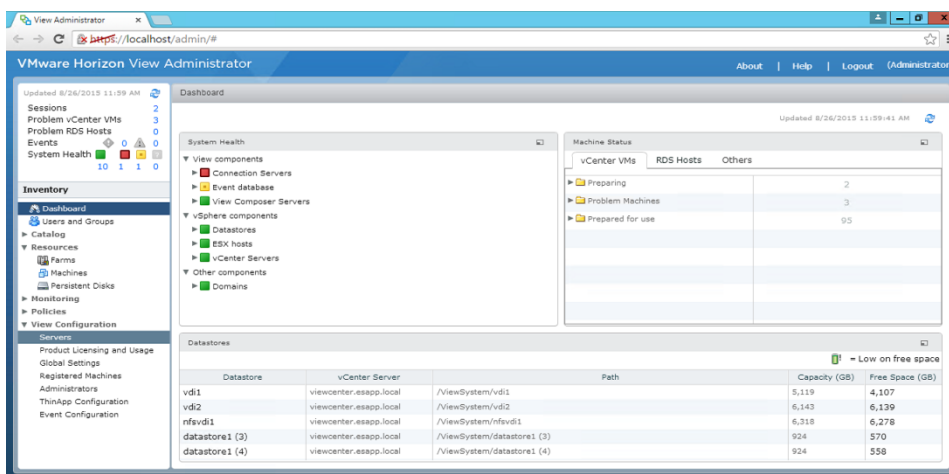 View Administrator
https://localhost/admin/#
VMware Horizon View Administrator
About | Help | Logout (Administrator
Updated 8/26/2015 11:59 AM
Sessions 2
Problem vCenter VMs 3
Problem RDS Hosts 0
Events 0 0
System Health
10 1 1 0
Inventory
Dashboard
Users and Groups
Catalog
Resources
Farms
Machines
Persistent Disks
Monitoring
Policies
View Configuration
Servers
Product Licensing and Usage
Global Settings
Registered Machines
Administrators
ThinApp Configuration
Event Configuration
Dashboard
Updated 8/26/2015 11:59:41 AM
System Health
View components
Connection Servers
Event database
View Composer Servers
vSphere components
Datastores
ESX hosts
vCenter Servers
Other components
Domains
Machine Status
vCenter VMs RDS Hosts Others
Preparing 2
Problem Machines 3
Prepared for use 95
Datastores
= Low on free space
Datastore vCenter Server Path Capacity (GB) Free Space (GB)
vdi1 viewcenter.esapp.local /ViewSystem/vdi1 5,119 4,107
vdi2 viewcenter.esapp.local /ViewSystem/vdi2 6,143 6,139
nfsvdi1 viewcenter.esapp.local /ViewSystem/nfsvdi1 6,318 6,278
datastore1 (3) viewcenter.esapp.local /ViewSystem/datastore1 (3) 924 570
datastore1 (4) viewcenter.esapp.local /ViewSystem/datastore1 (4) 924 558